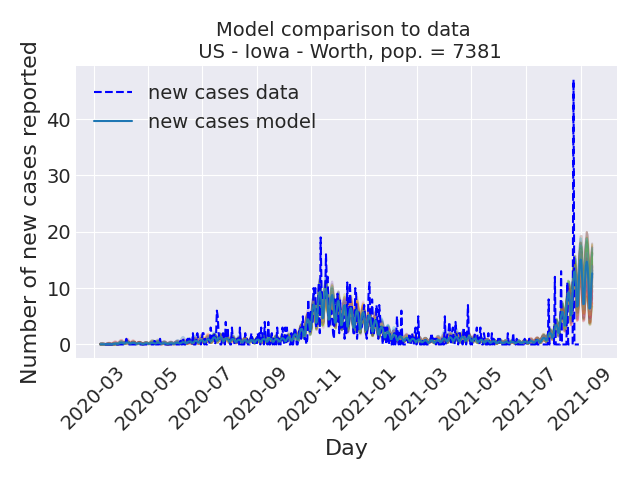 Model comparison to data
US - Iowa - Worth, pop. = 7381
Number of new cases reported
new cases data
new cases model
40
30
20
10
0
2020-03
2020-05
2020-07
2020-09
2020-11
2021-01
2021-03
2021-05
2021-07
2021-09
Day